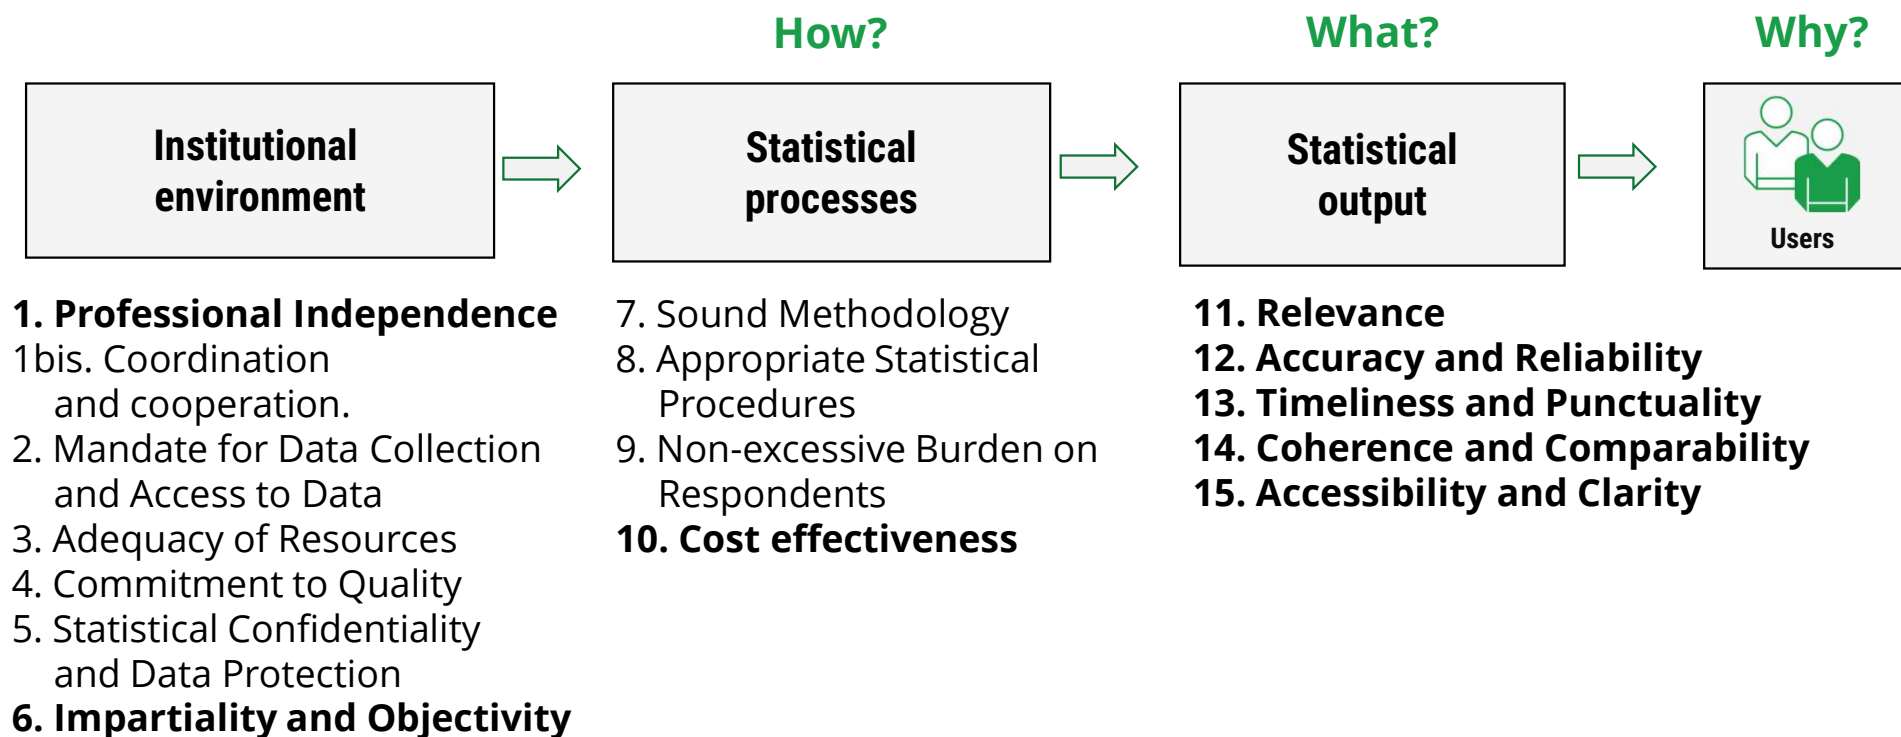 How?
What?
Why?
Institutional
environment
Statistical
processes
Statistical
output
Users
1. Professional Independence
1bis. Coordination
and cooperation.
2. Mandate for Data Collection
and Access to Data
3. Adequacy of Resources
4. Commitment to Quality
5. Statistical Confidentiality
and Data Protection
6. Impartiality and Objectivity
7. Sound Methodology
8. Appropriate Statistical
Procedures
9. Non-excessive Burden on
Respondents
10. Cost effectiveness
11. Relevance
12. Accuracy and Reliability
13. Timeliness and Punctuality
14. Coherence and Comparability
15. Accessibility and Clarity